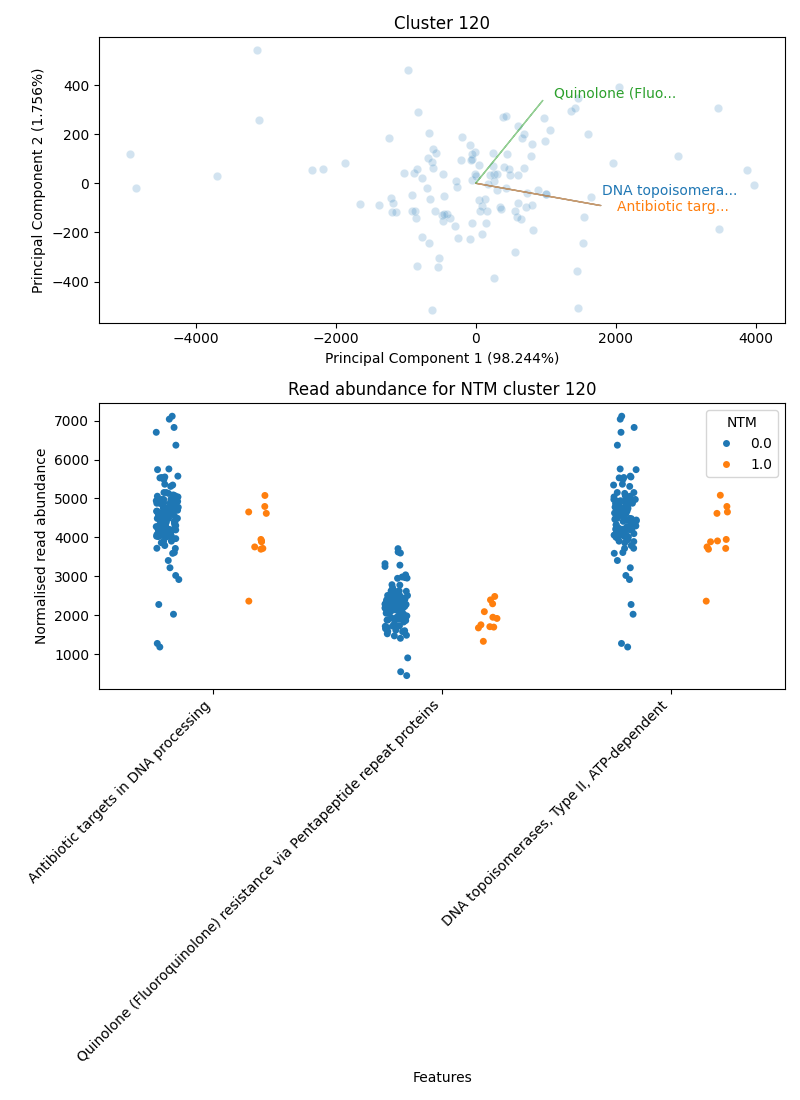 Cluster 120
Principal Component 2 (1.756%)
400
200
0
−200
−400
Quinolone (Fluo...
DNA topoisomera...
Antibiotic targ...
−4000
−2000
0
2000
4000
Principal Component 1 (98.244%)
Read abundance for NTM cluster 120
Normalised read abundance
7000
6000
5000
4000
3000
2000
1000
NTM
0.0
1.0
Antibiotic targets in DNA processing
Quinolone (Fluoroquinolone) resistance via Pentapeptide repeat proteins
DNA topoisomerases, Type II, ATP-dependent
Features